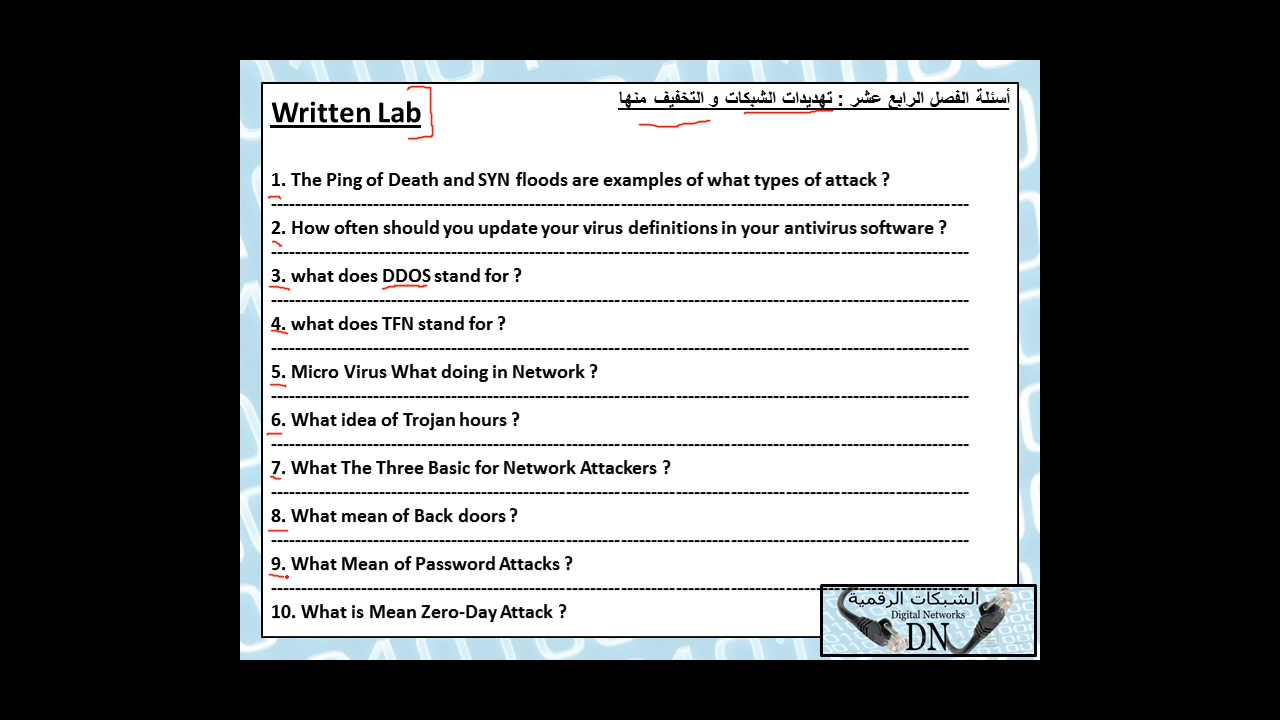 أسئلة الفصل الرابع عشر : تهديدات الشبكات و التخفيف منها
Written Lab
1. The Ping of Death and SYN floods are examples of what types of attack ?
2. How often should you update your virus definitions in your antivirus software ?
3. what does DDOS stand for ?
4. what does TFN stand for ?
5. Micro Virus What doing in Network ?
6. What idea of Trojan hours ?
7. What The Three Basic for Network Attackers ?
8. What mean of Back doors ?
9. What Mean of Password Attacks ?
10. What is Mean Zero-Day Attack ?
الشبكات الرقمية
Digital Networks
DN